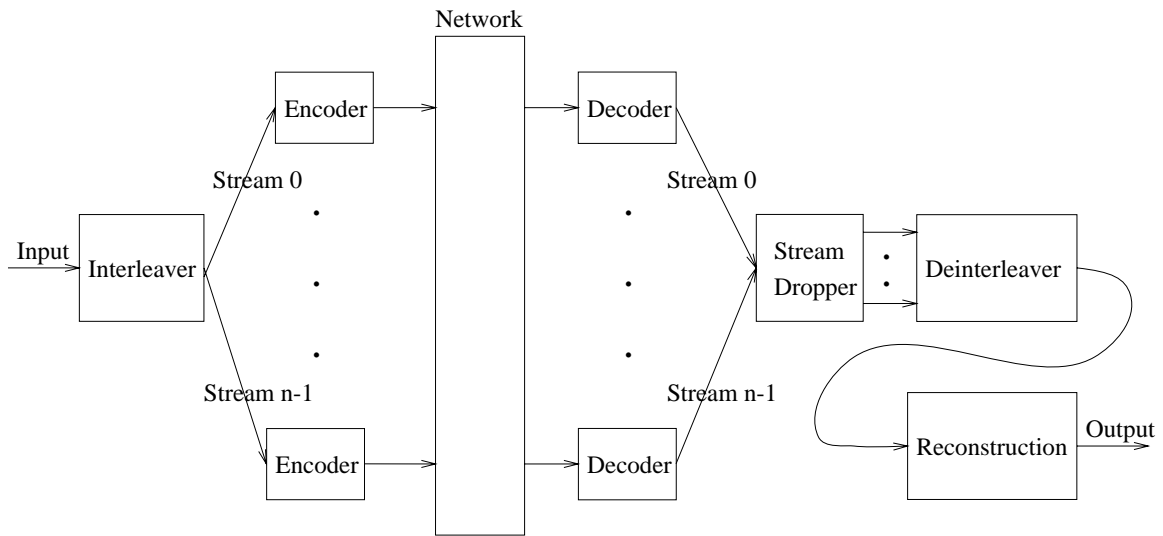 Network
Encoder
Decoder
Stream 0
Stream 0
Input
Interleaver
Stream
Dropper
Deinterleaver
Stream n-1
Stream n-1
Encoder
Decoder
Reconstruction
Output